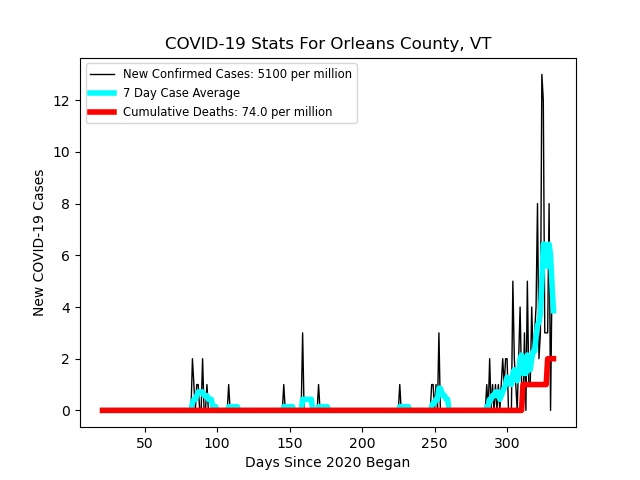 COVID-19 Stats For Orleans County, VT
New Confirmed Cases: 5100 per million
7 Day Case Average
Cumulative Deaths: 74.0 per million
New COVID-19 Cases
12
10
8
6
4
2
0
50 100 150 200 250 300
Days Since 2020 Began